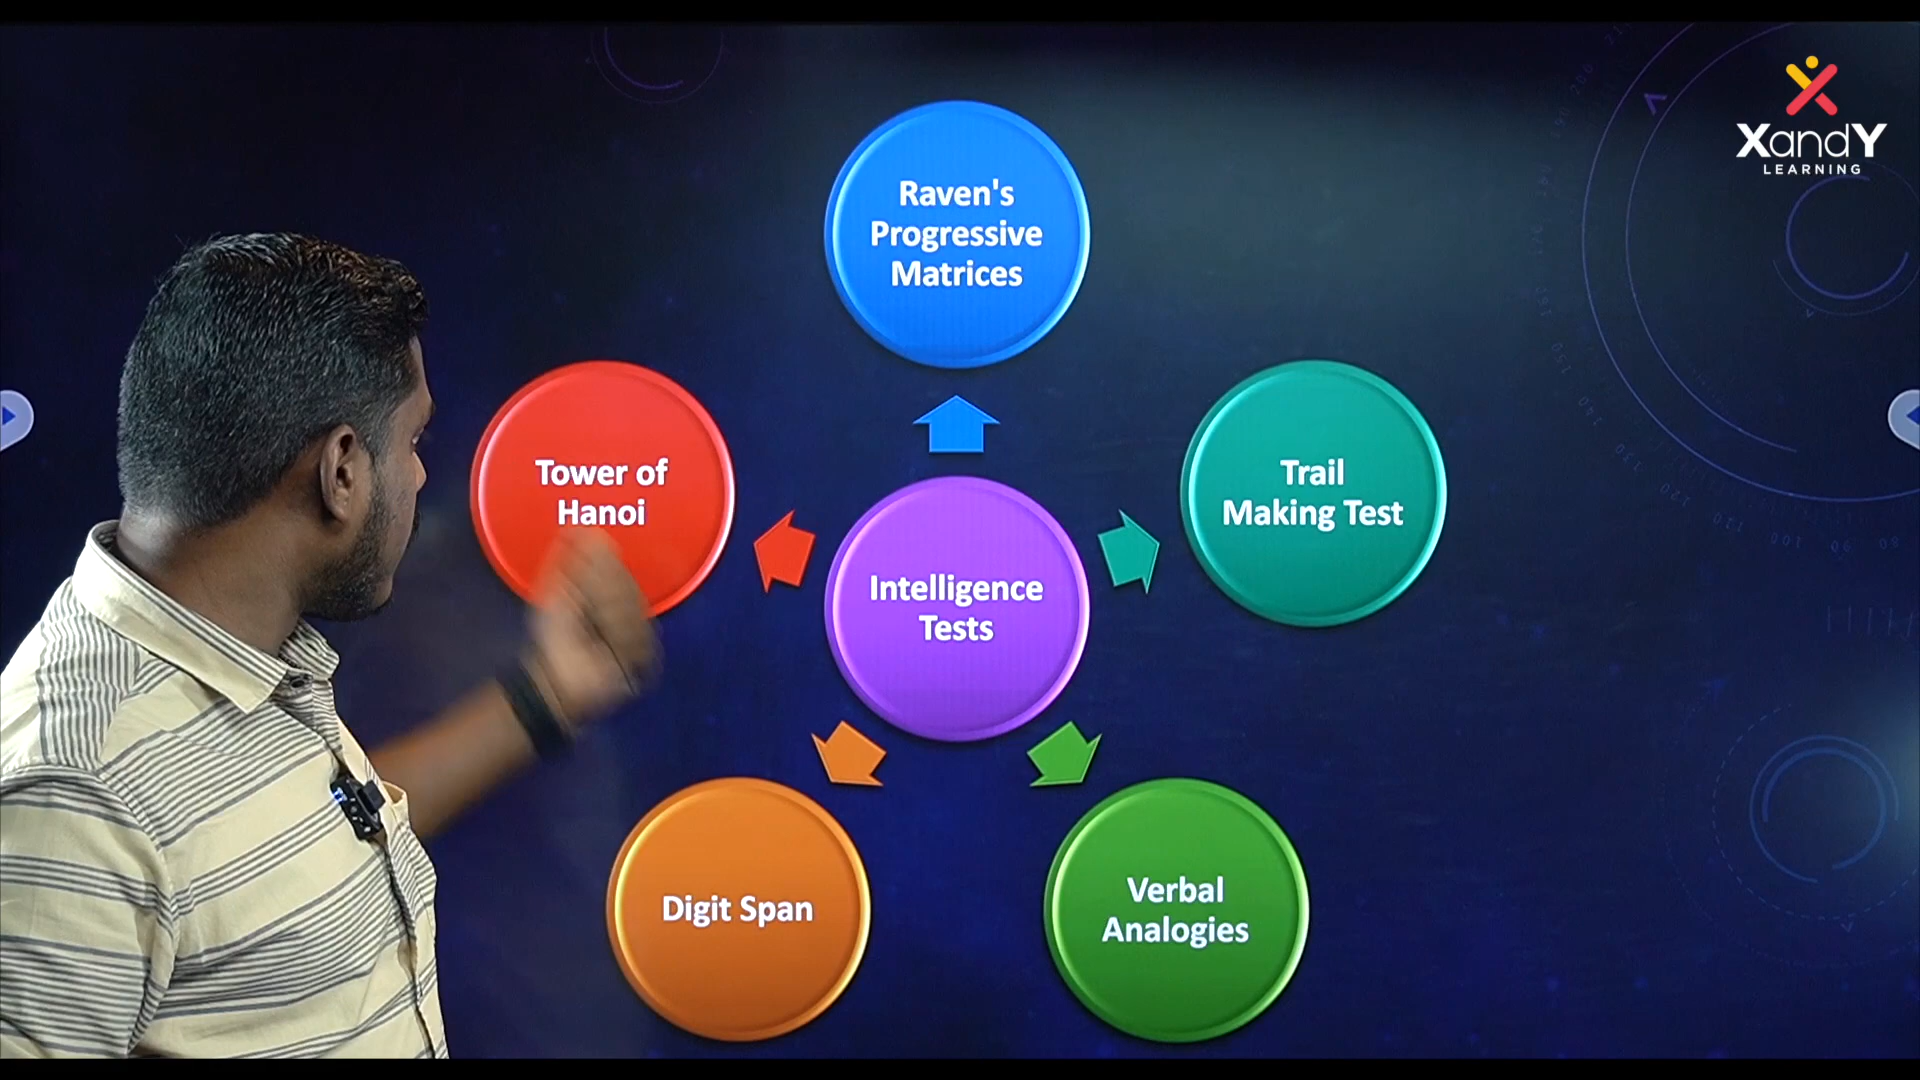 XandY
LEARNING
Raven's
Progressive
Matrices
Tower of
Hanoi
Trail
Making Test
Intelligence
Tests
Digit Span
Verbal
Analogies